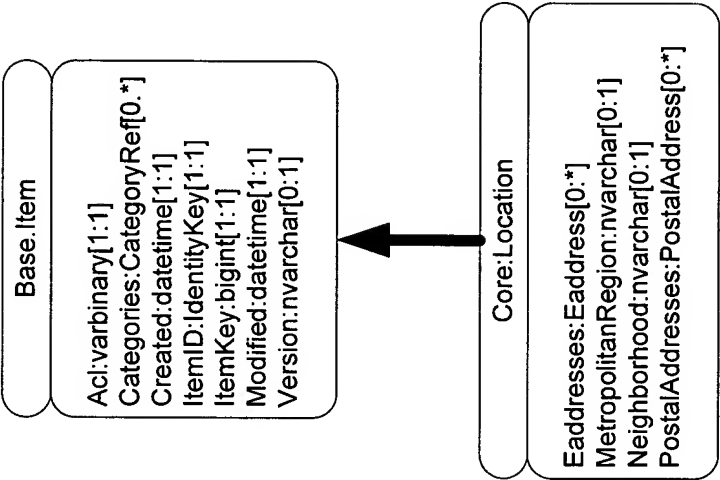 Base.Item
Acl:varbinary[1:1]
Categories:CategoryRef[0.*]
Created:datetime[1:1]
ItemID:IdentityKey[1:1]
ItemKey:bigint[1:1]
Modified:datetime[1:1]
Version:nvarchar[0:1]
Core:Location
Eaddresses:Eaddress[0:*]
MetropolitanRegion:nvarchar[0:1]
Neighborhood:nvarchar[0:1]
PostalAddresses:PostalAddress[0:*]